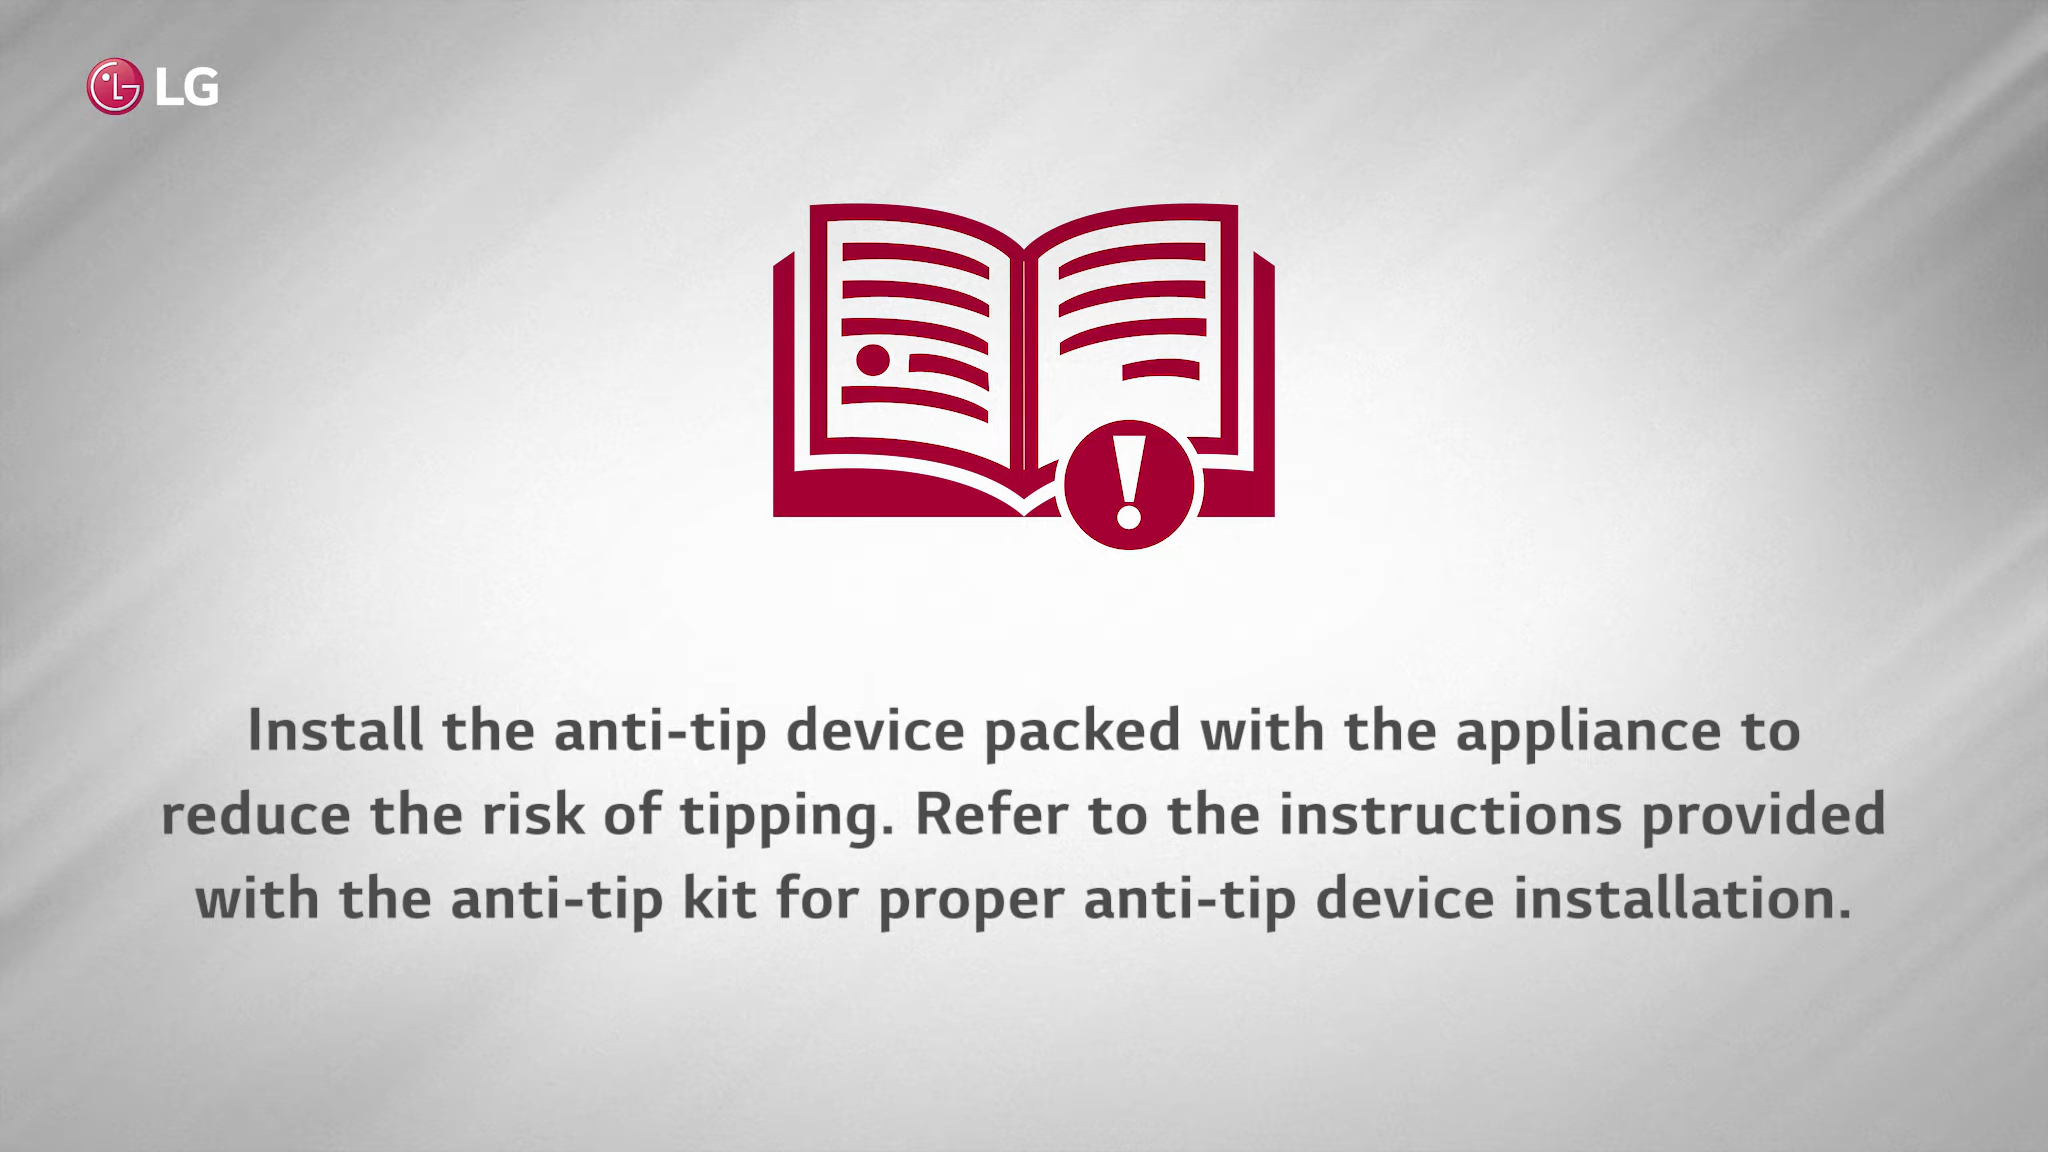 LG
Install the anti-tip device packed with the appliance to
reduce the risk of tipping. Refer to the instructions provided
with the anti-tip kit for proper anti-tip device installation.